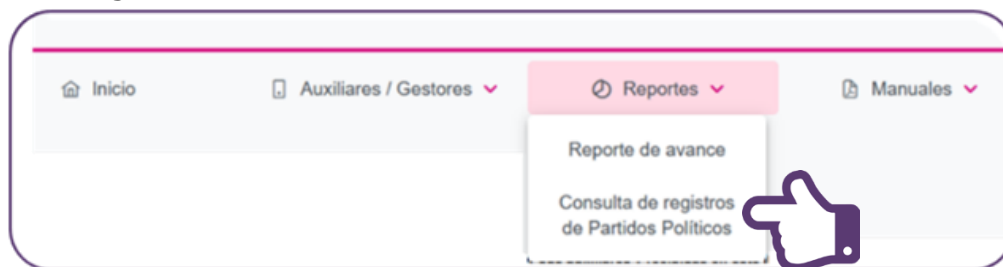 Inicio
Auxiliares / Gestores
Reportes
Manuales
Reporte de avance
Consulta de registros
de Partidos Políticos